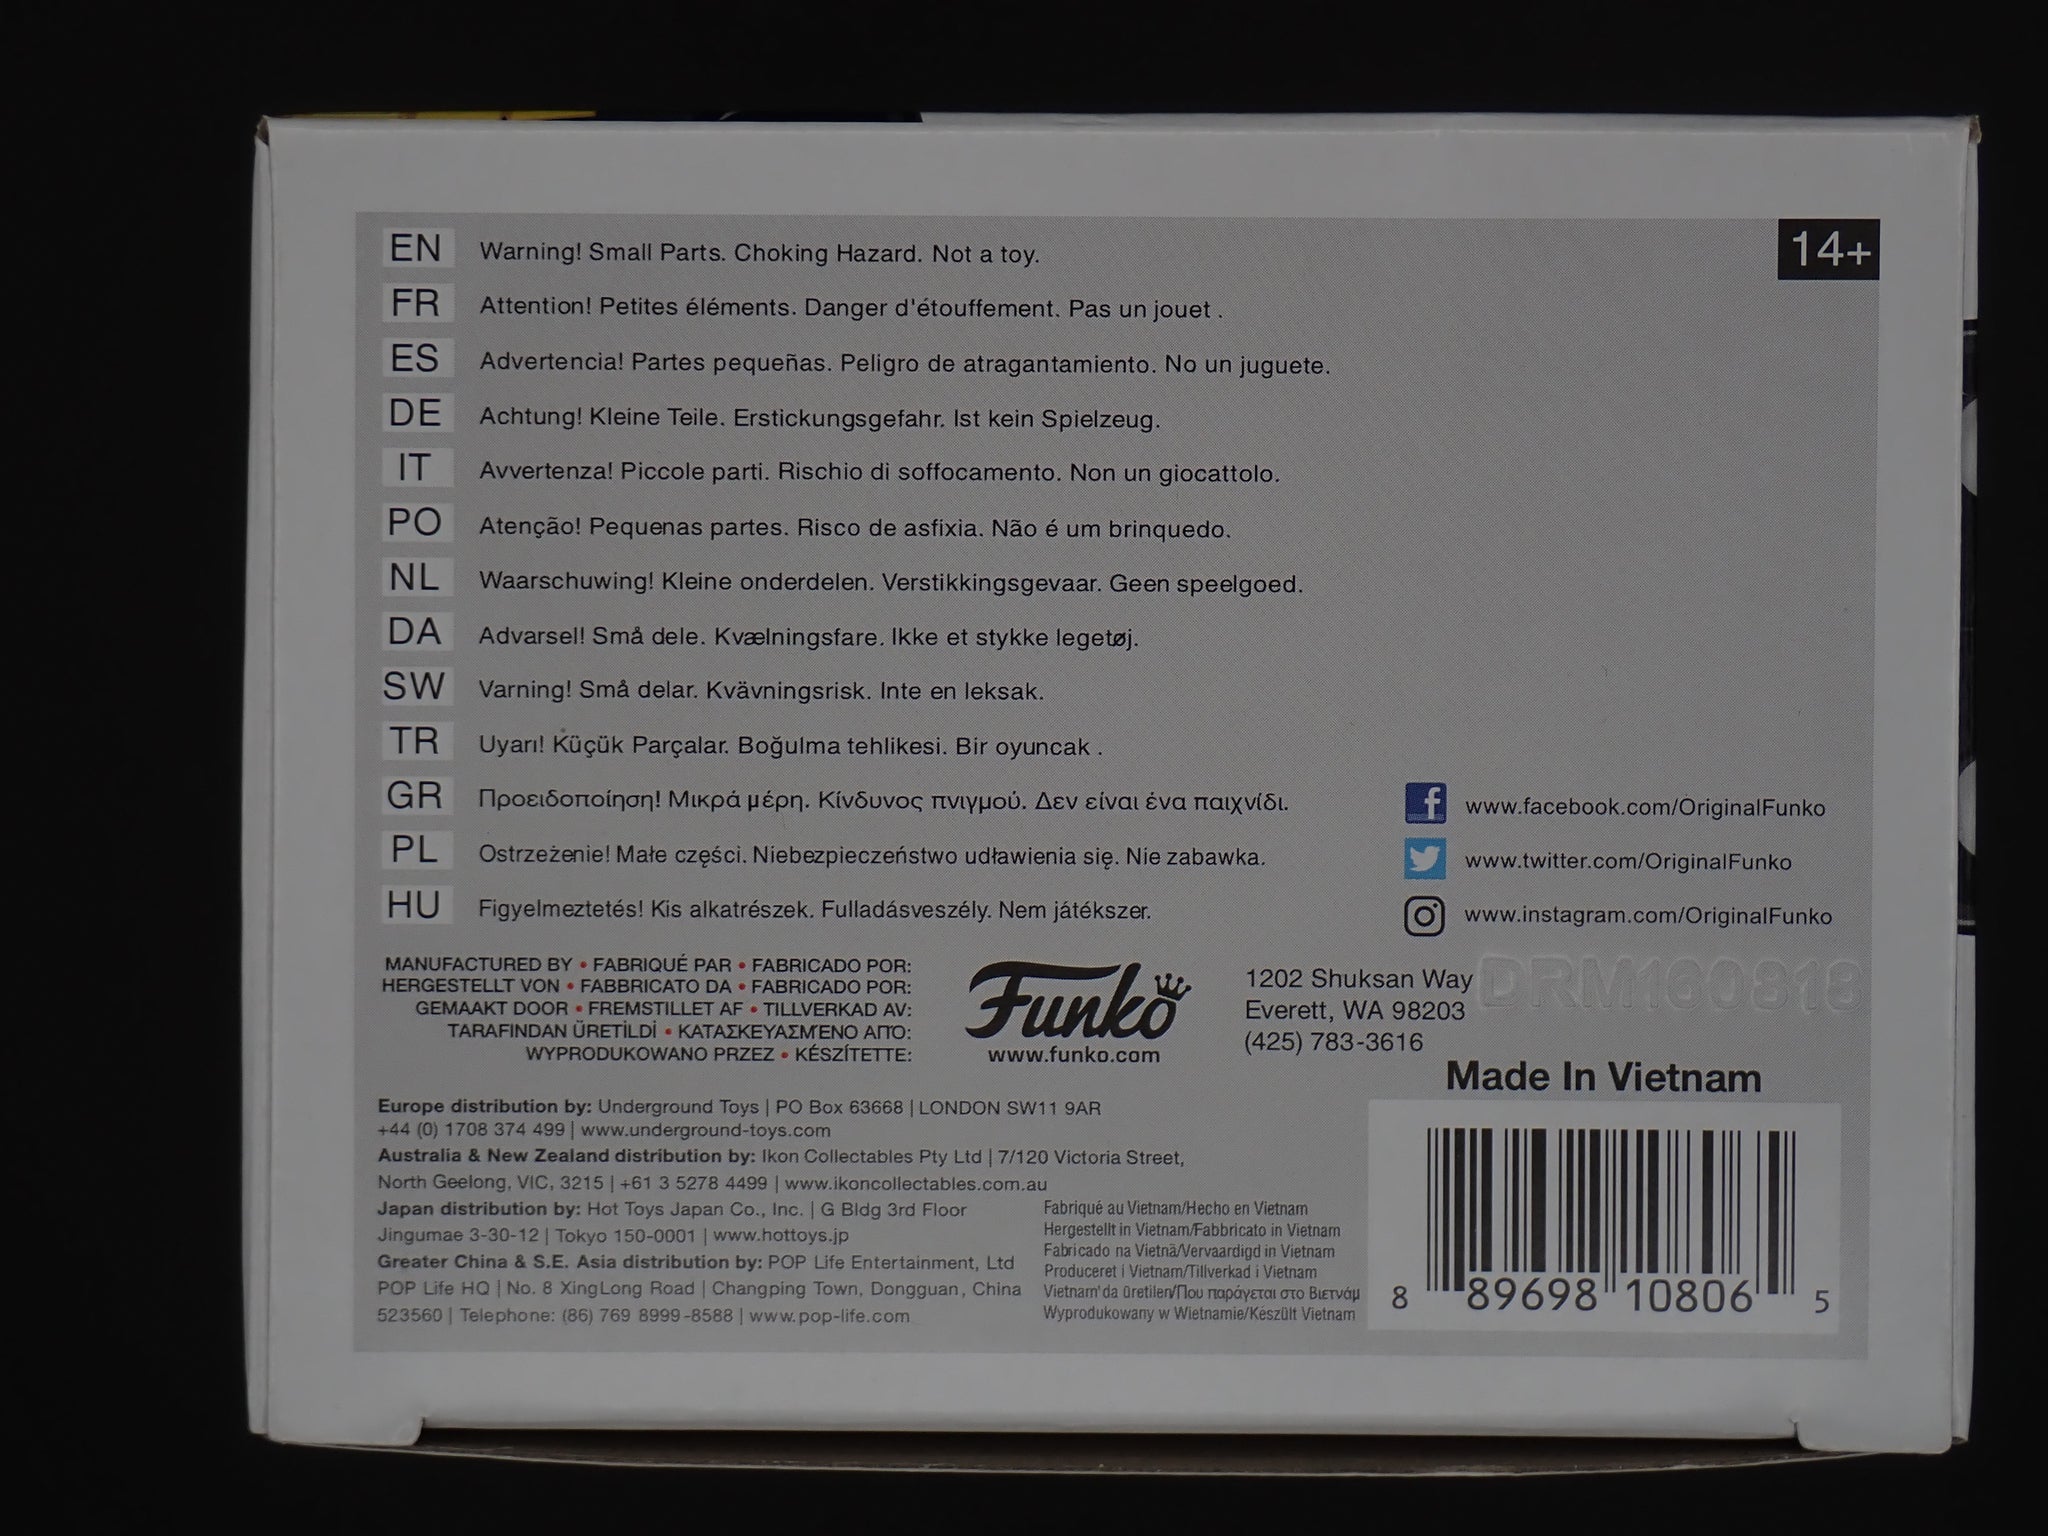 14+
EN Warning! Small Parts. Choking Hazard. Not a toy.
FR Attention! Petites éléments. Danger d'étouffement. Pas un jouet .
ES Advertencia! Partes pequeñas. Peligro de atragantamiento. No un juguete.
DE Achtung! Kleine Teile. Erstickungsgefahr. Ist kein Spielzeug.
IT Avvertenza! Piccole parti. Rischio di soffocamento. Non un giocattolo.
PO Atenção! Pequenas partes. Risco de asfixia. Não é um brinquedo.
NL Waarschuwing! Kleine onderdelen. Verstikkingsgevaar. Geen speelgoed.
DA Advarsel! Små dele. Kvælningsfare. Ikke et stykke legetøj.
SW Varning! Små delar. Kvävningsrisk. Inte en leksak.
TR Uyarı! Küçük Parçalar. Boğulma tehlikesi. Bir oyuncak .
GR Προειδοποίηση! Μικρά μέρη. Κίνδυνος πνιγμού. Δεν είναι ένα παιχνίδι.
PL Ostrzeżenie! Małe części. Niebezpieczeństwo udławienia się. Nie zabawka.
HU Figyelmeztetés! Kis alkatrészek. Fulladásveszély. Nem játékszer.
www.facebook.com/OriginalFunko
www.twitter.com/OriginalFunko
www.instagram.com/OriginalFunko
MANUFACTURED BY • FABRIQUÉ PAR • FABRICADO POR:
HERGESTELLT VON • FABBRICATO DA • FABRICADO POR:
GEMAAKT DOOR • FREMSTILLET AF • TILLVERKAD AV:
TARAFINDAN ÜRETİLDİ • ΚΑΤΑΣΚΕΥΑΣΜΈΝΟ ΑΠΌ:
WYPRODUKOWANO PRZEZ • KÉSZÍTETTE:
Funko
www.funko.com
1202 Shuksan Way
Everett, WA 98203
(425) 783-3616
DRM160318
Made In Vietnam
Europe distribution by: Underground Toys | PO Box 63668 | LONDON SW11 9AR
+44 (0) 1708 374 499 | www.underground-toys.com
Australia & New Zealand distribution by: Ikon Collectables Pty Ltd | 7/120 Victoria Street,
North Geelong, VIC, 3215 | +61 3 5278 4499 | www.ikoncollectables.com.au
Japan distribution by: Hot Toys Japan Co., Inc. | G Bldg 3rd Floor
Jingumae 3-30-12 | Tokyo 150-0001 | www.hottoys.jp
Greater China & S.E. Asia distribution by: POP Life Entertainment, Ltd
POP Life HQ | No. 8 XingLong Road | Changping Town, Dongguan, China
523560 | Telephone: (86) 769 8999-8588 | www.pop-life.com
Fabriqué au Vietnam/Hecho en Vietnam
Hergestellt in Vietnam/Fabbricato in Vietnam
Fabricado na Vietnã/Vervaardigd in Vietnam
Produceret i Vietnam/Tillverkad i Vietnam
Vietnam'da üretilen/Που παράγεται στο Βιετνάμ
Wyprodukowany w Wietnamie/Készült Vietnam
8 89698 10806 5